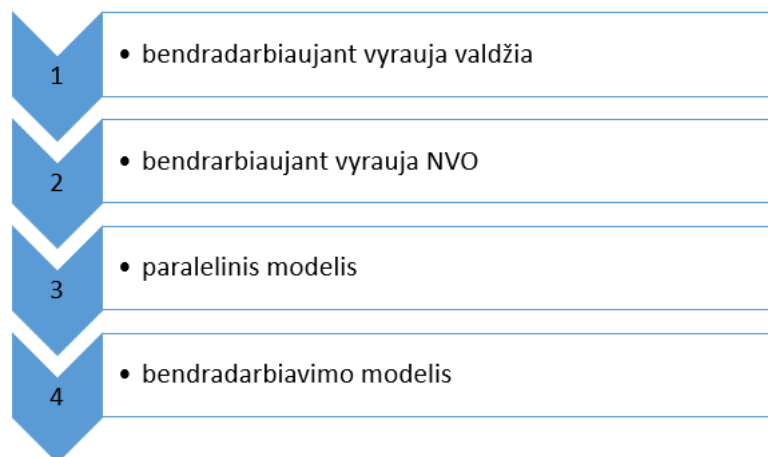 1
• bendradarbiaujant vyrauja valdžia
2
• bendrarbiaujant vyrauja NVO
3
• paralelinis modelis
4
• bendradarbiavimo modelis